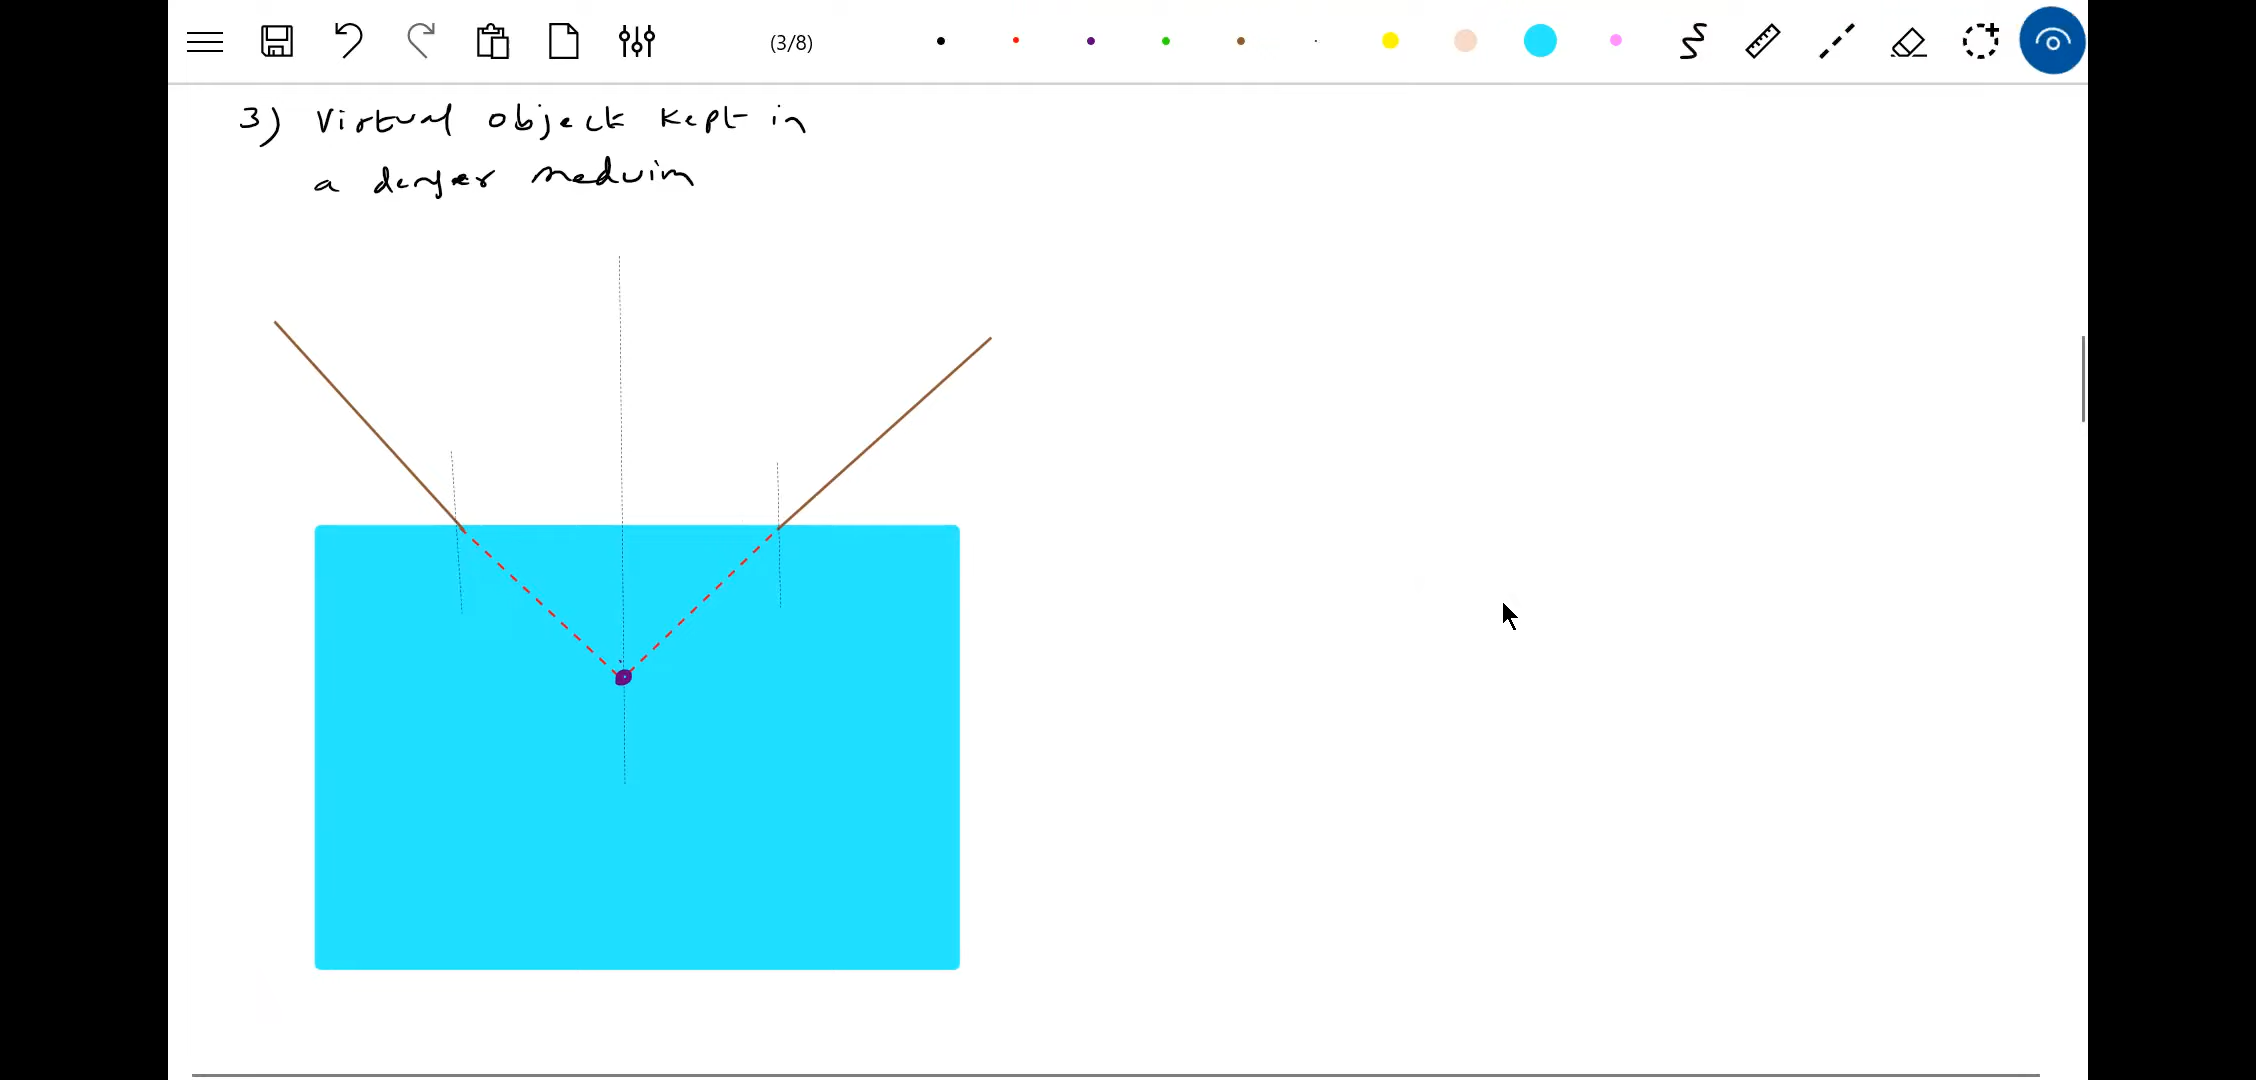 (3/8)
3) Virtual object kept in
a denser meduim